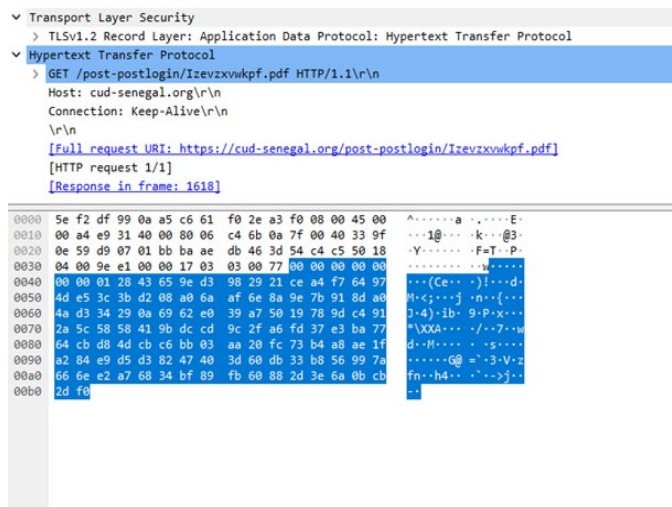 Transport Layer Security
TLSv1.2 Record Layer: Application Data Protocol: Hypertext Transfer Protocol
Hypertext Transfer Protocol
GET /post-postlogin/Izevzxvwkpf.pdf HTTP/1.1\r\n
Host: cud-senegal.org\r\n
Connection: Keep-Alive\r\n
\r\n
[Full request URI: https://cud-senegal.org/post-postlogin/Izevzxvwkpf.pdf]
[HTTP request 1/1]
[Response in frame: 1618]
0000 5e f2 df 99 0a a5 c6 61 f0 2e a3 f0 08 00 45 00 ^······a ·.····E·
0010 00 a4 e9 31 40 00 80 06 c4 6b 0a 7f 00 40 33 9f ···1@··· ·k···@3·
0020 0e 59 d9 07 01 bb ba ae db 46 3d 54 c4 c5 50 18 ·Y······ ·F=T··P·
0030 04 00 9e e1 00 00 17 03 03 00 77 00 00 00 00 00 ········ ··w·····
0040 00 00 01 28 43 65 9e d3 98 29 21 ce a4 f7 64 97 ···(Ce·· ·)!···d·
0050 4d e5 3c 3b d2 08 a0 6a af 6e 8a 9e 7b 91 8d a0 M·<;···j ·n··{···
0060 4a d3 34 29 0a 69 62 e0 39 a7 50 19 78 9d c4 91 J·4)·ib· 9·P·x···
0070 2a 5c 58 58 41 9b dc cd 9c 2f a6 fd 37 e3 ba 77 *\XXA··· ·/··7··w
0080 64 cb d8 4d cb c6 bb 03 aa 20 fc 73 b4 a8 ae 1f d··M···· · ·s····
0090 a2 84 e9 d5 d3 82 47 40 3d 60 db 33 b8 56 99 7a ······G@ =`·3·V·z
00a0 66 6e e2 a7 68 34 bf 89 fb 60 88 2d 3e 6a 0b cb fn··h4·· ·`·->j··
00b0 2d f0 -·